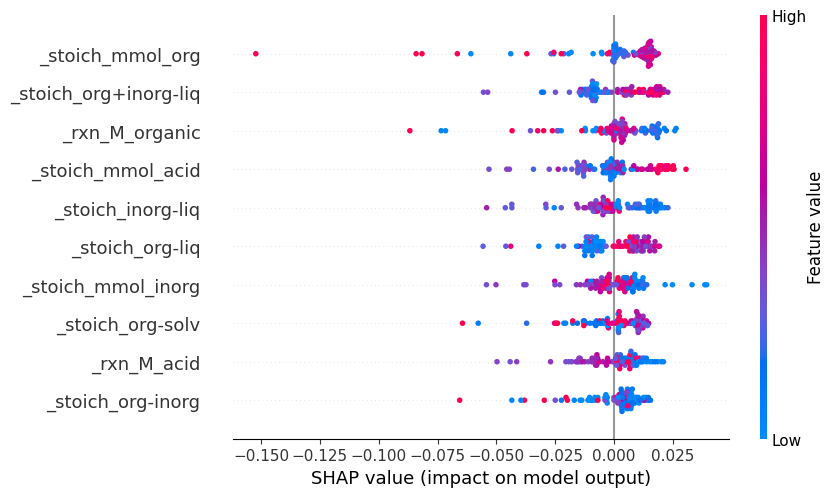 High
_stoich_mmol_org
_stoich_org+inorg-liq
_rxn_M_organic
_stoich_mmol_acid
_stoich_inorg-liq
_stoich_org-liq
_stoich_mmol_inorg
_stoich_org-solv
_rxn_M_acid
_stoich_org-inorg
Feature value
Low
−0.150 −0.125 −0.100 −0.075 −0.050 −0.025 0.000 0.025
SHAP value (impact on model output)